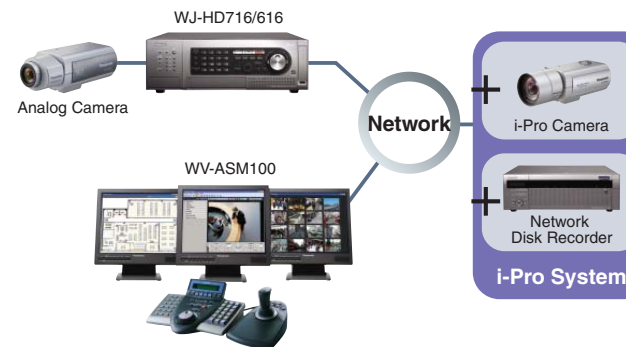 WJ-HD716/616
Analog Camera
Network
i-Pro Camera
WV-ASM100
Network
Disk Recorder
i-Pro System